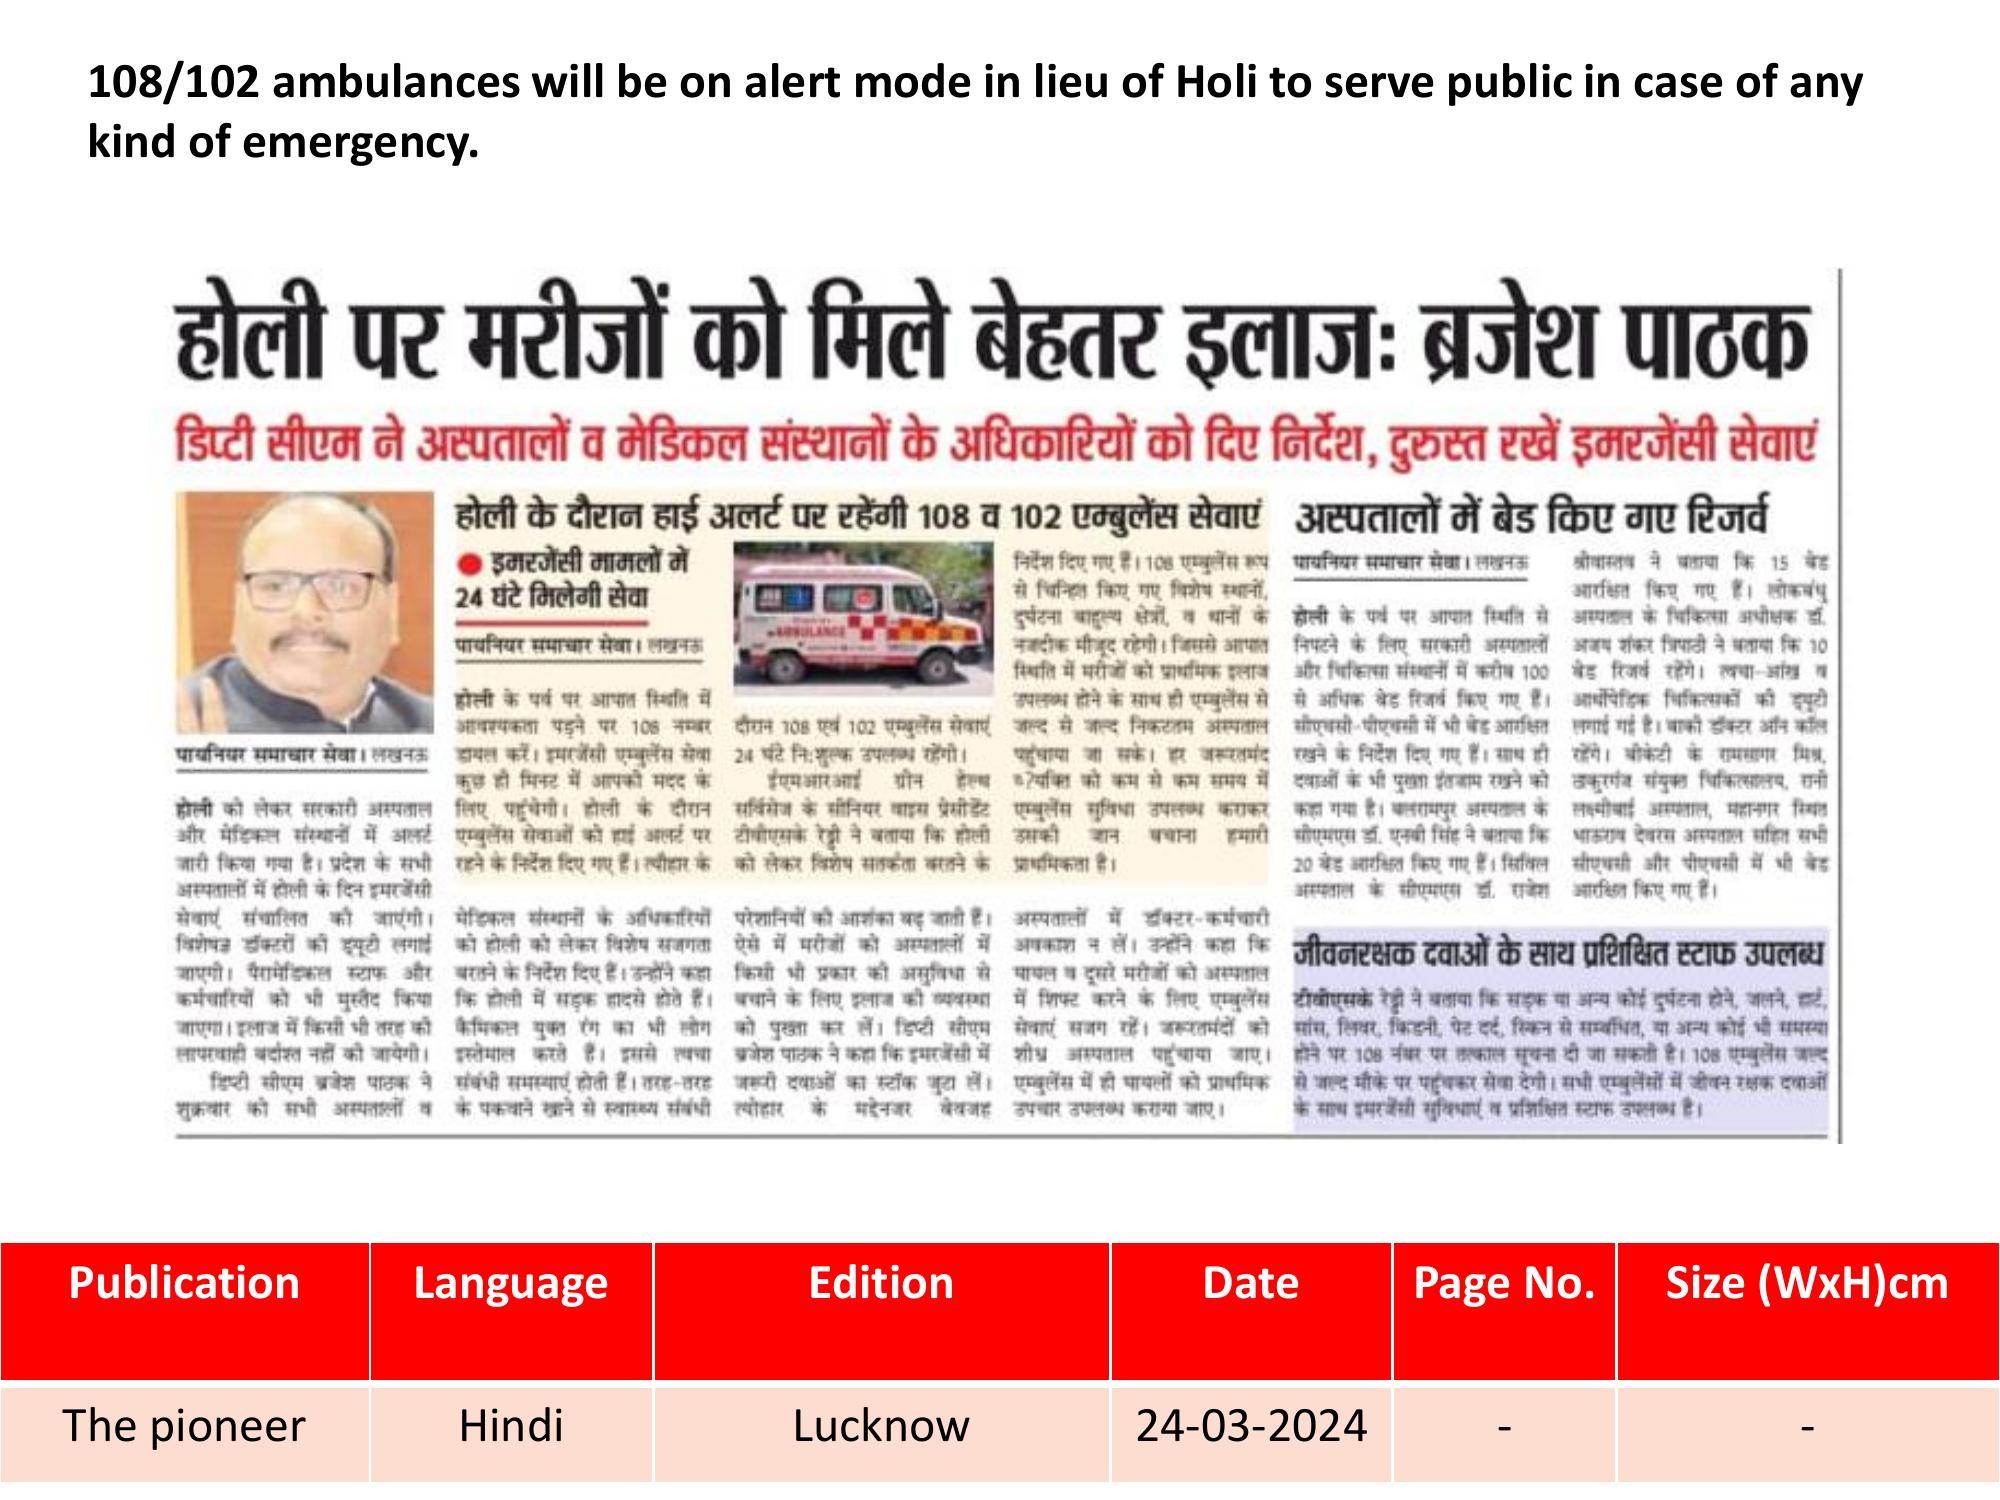 108/102 ambulances will be on alert mode in lieu of Holi to serve public in case of any
kind of emergency.
होली पर मरीजों को मिले बेहतर इलाजः ब्रजेश पाठक
डिप्टी सीएम ने अस्पतालों व मेडिकल संस्थानों के अधिकारियों को दिए निर्देश, दुरुस्त रखें इमरजेंसी सेवाएं
पायनियर समाचार सेवा। लखनऊ
होली को लेकर सरकारी अस्पताल
और मेडिकल संस्थानों में अलर्ट
जारी किया गया है। प्रदेश के सभी
अस्पतालों में होली के दिन इमरजेंसी
सेवाएं संचालित की जाएंगी।
विशेषज्ञ डॉक्टरों की ड्यूटी लगाई
जाएगी। पैरामेडिकल स्टाफ और
कर्मचारियों को भी मुस्तैद किया
जाएगा। इलाज में किसी भी तरह की
लापरवाही बर्दाश्त नहीं की जायेगी।
डिप्टी सीएम ब्रजेश पाठक ने
शुक्रवार को सभी अस्पतालों व
मेडिकल संस्थानों के अधिकारियों
को होली को लेकर विशेष सजगता
बरतने के निर्देश दिए हैं। उन्होंने कहा
कि होली में सड़क हादसे होते हैं।
कैमिकल युक्त रंग का भी लोग
इस्तेमाल करते हैं। इससे त्वचा
संबंधी समस्याएं होती हैं। तरह-तरह
के पकवाने खाने से स्वास्थ्य संबंधी
परेशानियों की आशंका बढ़ जाती हैं।
ऐसे में मरीजों को अस्पतालों में
किसी भी प्रकार की असुविधा से
बचाने के लिए इलाज की व्यवस्था
को पुख्ता कर लें। डिप्टी सीएम
ब्रजेश पाठक ने कहा कि इमरजेंसी में
जरूरी दवाओं का स्टॉक जुटा लें।
त्योहार के मद्देनजर बेवजह
अस्पतालों में डॉक्टर-कर्मचारी
अवकाश न लें। उन्होंने कहा कि
घायल व दूसरे मरीजों को अस्पताल
में शिफ्ट करने के लिए एम्बुलेंस
सेवाएं सजग रहें। जरूरतमंदों को
शीघ्र अस्पताल पहुंचाया जाए।
एम्बुलेंस में ही घायलों को प्राथमिक
उपचार उपलब्ध कराया जाए।
होली के दौरान हाई अलर्ट पर रहेंगी 108 व 102 एम्बुलेंस सेवाएं
● इमरजेंसी मामलों में
24 घंटे मिलेगी सेवा
पायनियर समाचार सेवा। लखनऊ
होली के पर्व पर आपात स्थिति में
आवश्यकता पड़ने पर 108 नम्बर
डायल करें। इमरजेंसी एम्बुलेंस सेवा
कुछ ही मिनट में आपकी मदद के
लिए पहुंचेगी। होली के दौरान
एम्बुलेंस सेवाओं को हाई अलर्ट पर
रहने के निर्देश दिए गए हैं। त्यौहार के
AMBULANCE
दौरान 108 एवं 102 एम्बुलेंस सेवाएं
24 घंटे नि:शुल्क उपलब्ध रहेंगी।
ईएमआरआई ग्रीन हेल्थ
सर्विसेज के सीनियर वाइस प्रेसीडेंट
टीवीएसके रेड्डी ने बताया कि होली
को लेकर विशेष सतर्कता बरतने के
निर्देश दिए गए हैं। 108 एम्बुलेंस रूप
से चिन्हित किए गए विशेष स्थानों,
दुर्घटना बाहुल्य क्षेत्रों, व थानों के
नजदीक मौजूद रहेगी। जिससे आपात
स्थिति में मरीजों को प्राथमिक इलाज
उपलब्ध होने के साथ ही एम्बुलेंस से
जल्द से जल्द निकटतम अस्पताल
पहुंचाया जा सके। हर जरूरतमंद
को कम से कम समय में
एम्बुलेंस सुविधा उपलब्ध कराकर
उसकी जान बचाना हमारी
प्राथमिकता है।
अस्पतालों में बेड किए गए रिजर्व
पायनियर समाचार सेवा। लखनऊ
होली के पर्व पर आपात स्थिति से
निपटने के लिए सरकारी अस्पतालों
और चिकित्सा संस्थानों में करीब 100
से अधिक बेड रिजर्व किए गए हैं।
सीएचसी-पीएचसी में भी बेड आरक्षित
रखने के निर्देश दिए गए हैं। साथ ही
दवाओं के भी पुख्ता इंतजाम रखने को
कहा गया है। बलरामपुर अस्पताल के
सीएमएस डॉ. एनबी सिंह ने बताया कि
20 बेड आरक्षित किए गए हैं। सिविल
अस्पताल के सीएमएस डॉ. राजेश
श्रीवास्तव ने बताया कि 15 बेड
आरक्षित किए गए हैं। लोकबंधु
अस्पताल के चिकित्सा अधीक्षक डॉ.
अजय शंकर त्रिपाठी ने बताया कि 10
बेड रिजर्व रहेंगे। त्वचा-आंख व
आर्थोपेडिक चिकित्सकों की ड्यूटी
लगाई गई है। बाकी डॉक्टर ऑन कॉल
रहेंगे। बीकेटी के रामसागर मिश्र,
ठाकुरगंज संयुक्त चिकित्सालय, रानी
लक्ष्मीबाई अस्पताल, महानगर स्थित
भाऊराव देवरस अस्पताल सहित सभी
सीएचसी और पीएचसी में भी बेड
आरक्षित किए गए हैं।
जीवनरक्षक दवाओं के साथ प्रशिक्षित स्टाफ उपलब्ध
टीवीएसके रेड्डी ने बताया कि सड़क या अन्य कोई दुर्घटना होने, जलने, हार्ट,
सांस, लिवर, किडनी, पेट दर्द, स्किन से सम्बंधित, या अन्य कोई भी समस्या
होने पर 108 नंबर पर तत्काल सूचना दी जा सकती है। 108 एम्बुलेंस जल्द
से जल्द मौके पर पहुंचकर सेवा देगी। सभी एम्बुलेंसों में जीवन रक्षक दवाओं
के साथ इमरजेंसी सुविधाएं व प्रशिक्षित स्टाफ उपलब्ध है।
Publication Language Edition Date Page No. Size (WxH)cm
The pioneer Hindi Lucknow 24-03-2024 - -